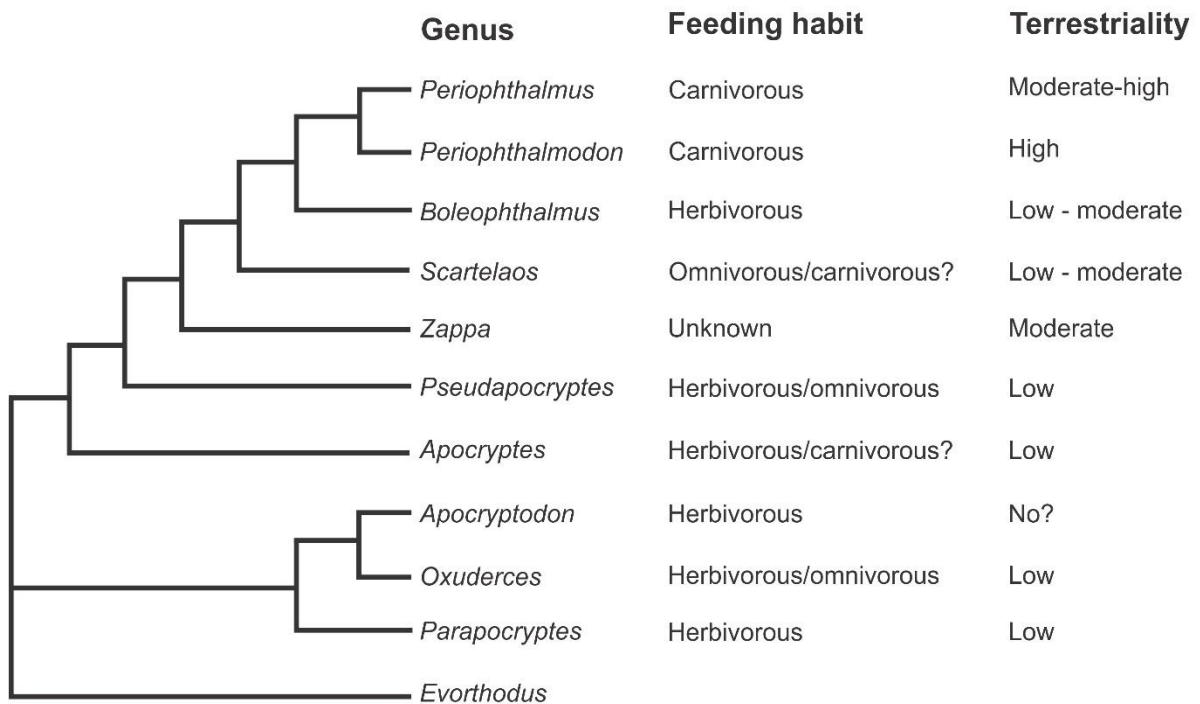 Genus Feeding habit Terrestriality
Periophthalmus Carnivorous Moderate-high
Periophthalmodon Carnivorous High
Boleophthalmus Herbivorous Low - moderate
Scartelaos Omnivorous/carnivorous? Low - moderate
Zappa Unknown Moderate
Pseudapocryptes Herbivorous/omnivorous Low
Apocryptes Herbivorous/carnivorous? Low
Apocryptodon Herbivorous No?
Oxuderces Herbivorous/omnivorous Low
Parapocryptes Herbivorous Low
Evorthodus